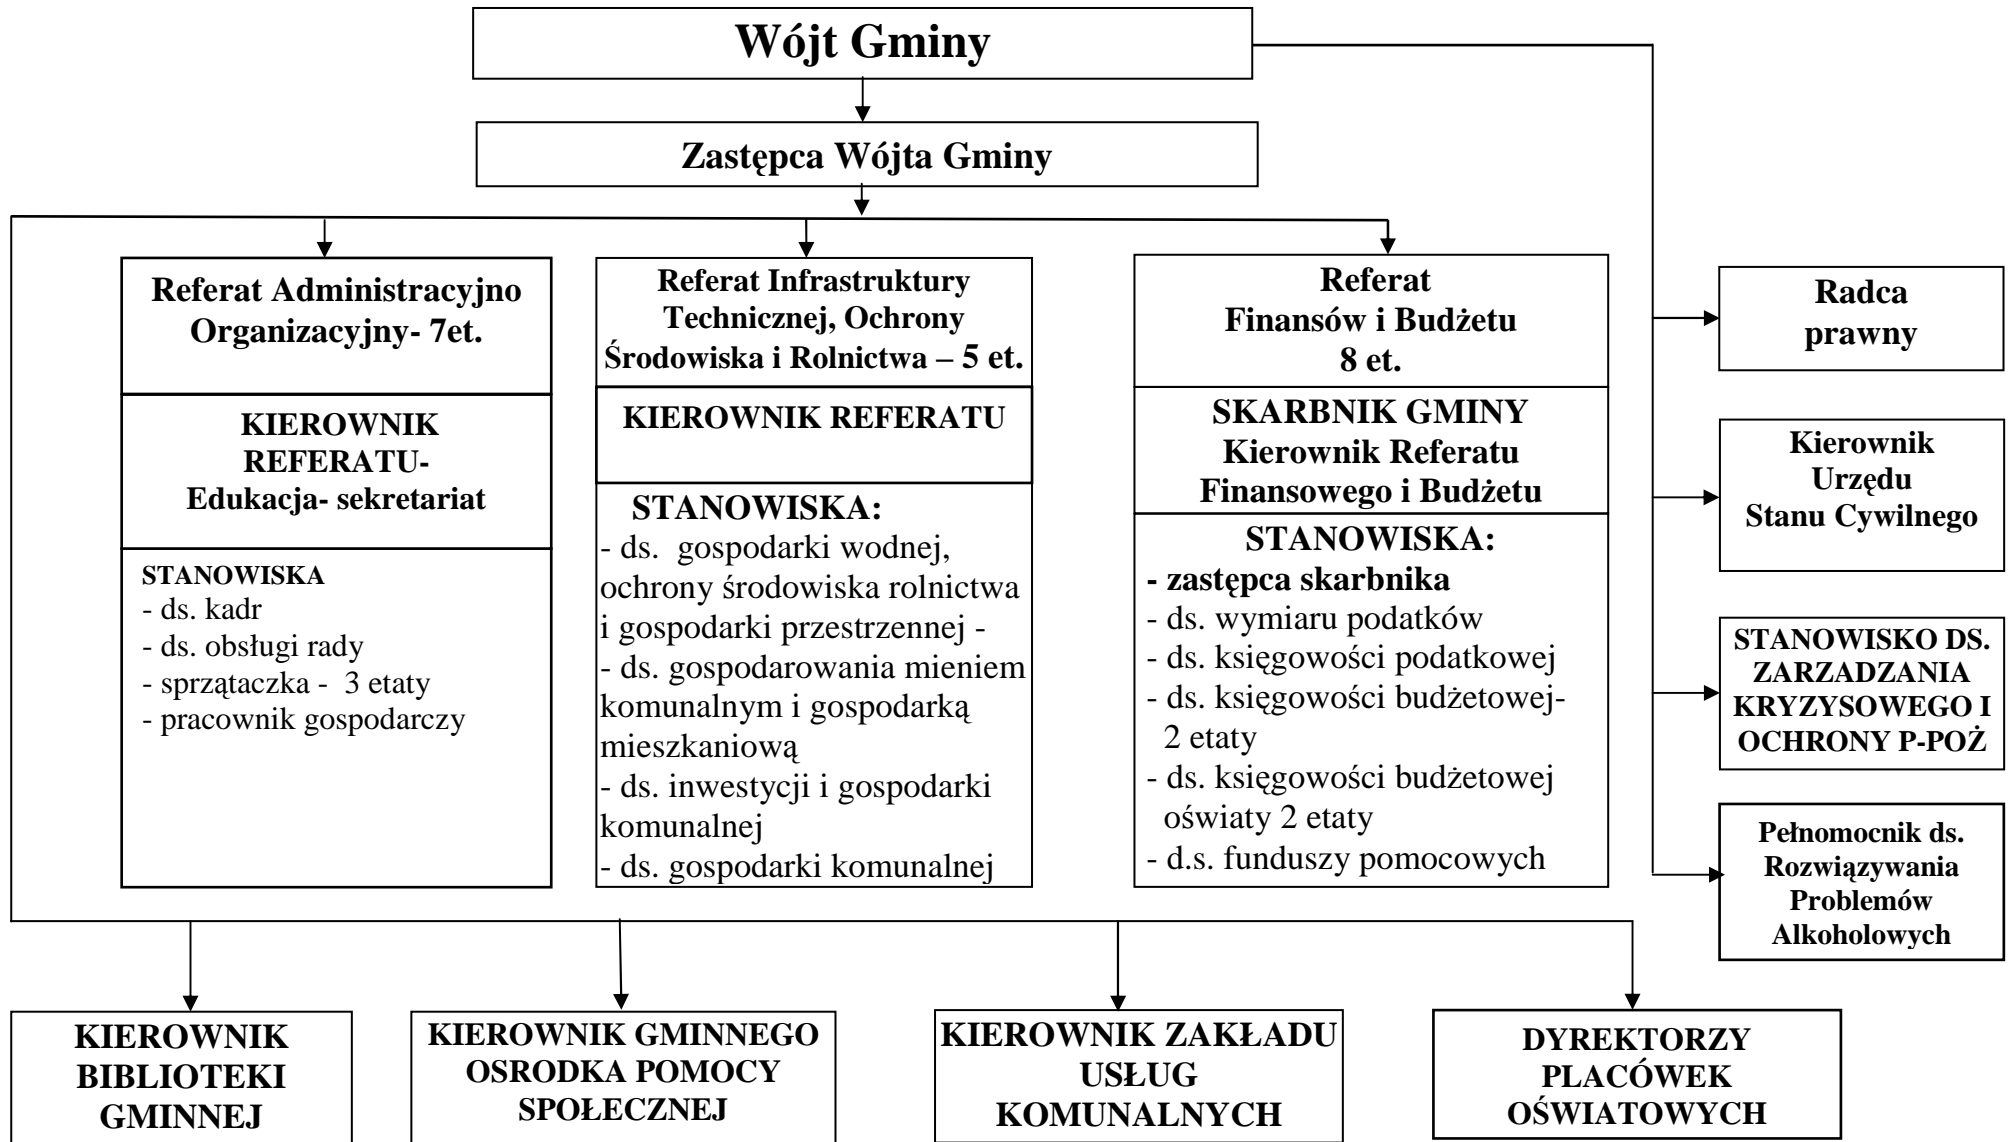 Wójt Gminy
Zastępca Wójta Gminy
Referat Administracyjno
Organizacyjny- 7et.
KIEROWNIK
REFERATU-
Edukacja- sekretariat
STANOWISKA
- ds. kadr
- ds. obsługi rady
- sprzątaczka - 3 etaty
- pracownik gospodarczy
Referat Infrastruktury
Technicznej, Ochrony
Środowiska i Rolnictwa – 5 et.
KIEROWNIK REFERATU
STANOWISKA:
- ds. gospodarki wodnej,
ochrony środowiska rolnictwa
i gospodarki przestrzennej -
- ds. gospodarowania mieniem
komunalnym i gospodarką
mieszkaniową
- ds. inwestycji i gospodarki
komunalnej
- ds. gospodarki komunalnej
Referat
Finansów i Budżetu
8 et.
SKARBNIK GMINY
Kierownik Referatu
Finansowego i Budżetu
STANOWISKA:
- zastępca skarbnika
- ds. wymiaru podatków
- ds. księgowości podatkowej
- ds. księgowości budżetowej-
2 etaty
- ds. księgowości budżetowej
oświaty 2 etaty
- d.s. funduszy pomocowych
Radca
prawny
Kierownik
Urzędu
Stanu Cywilnego
STANOWISKO DS.
ZARZADZANIA
KRYZYSOWEGO I
OCHRONY P-POŻ
Pełnomocnik ds.
Rozwiązywania
Problemów
Alkoholowych
KIEROWNIK
BIBLIOTEKI
GMINNEJ
KIEROWNIK GMINNEGO
OSRODKA POMOCY
SPOŁECZNEJ
KIEROWNIK ZAKŁADU
USŁUG
KOMUNALNYCH
DYREKTORZY
PLACÓWEK
OŚWIATOWYCH